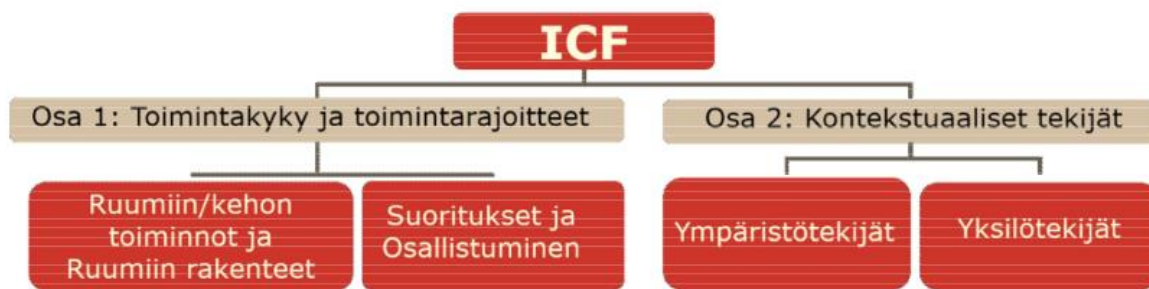 ICF
Osa 1: Toimintakyky ja toimintarajoitteet
Osa 2: Kontekstuaaliset tekijät
Ruumiin/kehon
toiminnot ja
Ruumiin rakenteet
Suoritukset ja
Osallistuminen
Ympäristötekijät
Yksilötekijät